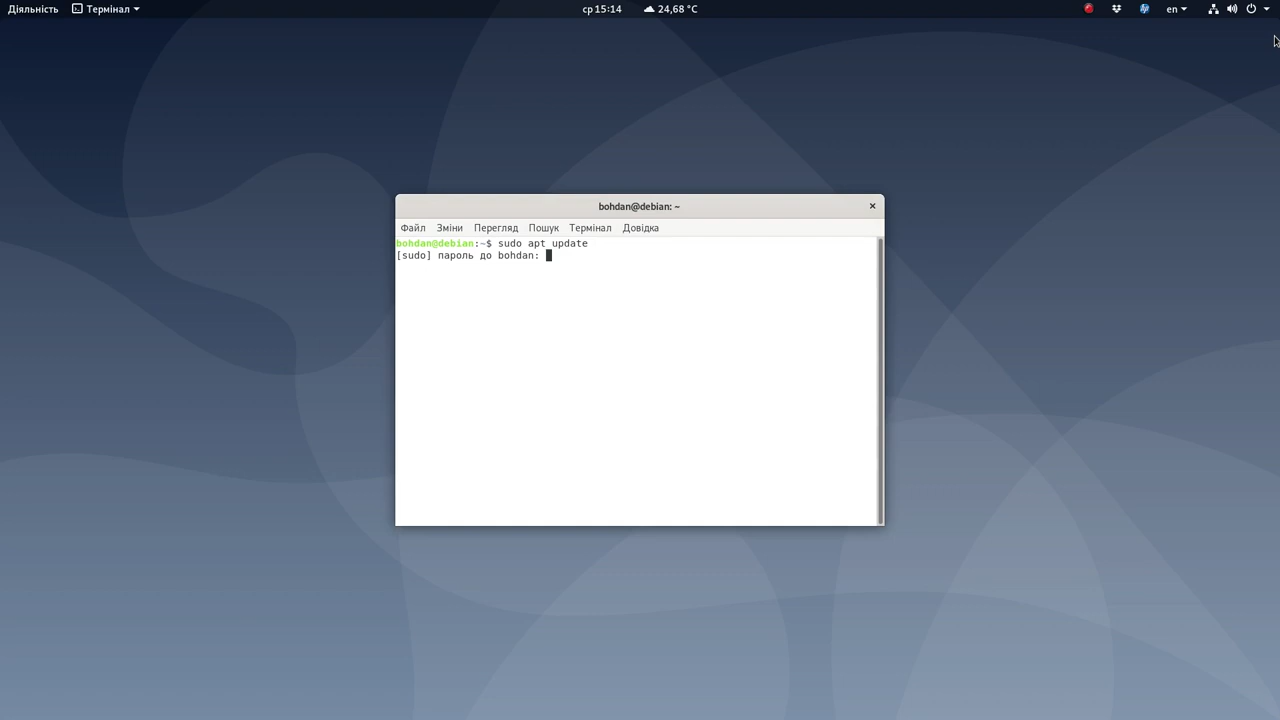 Діяльність Термінал ср 15:14 24,68 °C en
bohdan@debian: ~ ×
Файл Зміни Перегляд Пошук Термінал Довідка
bohdan@debian:~$ sudo apt update
[sudo] пароль до bohdan: